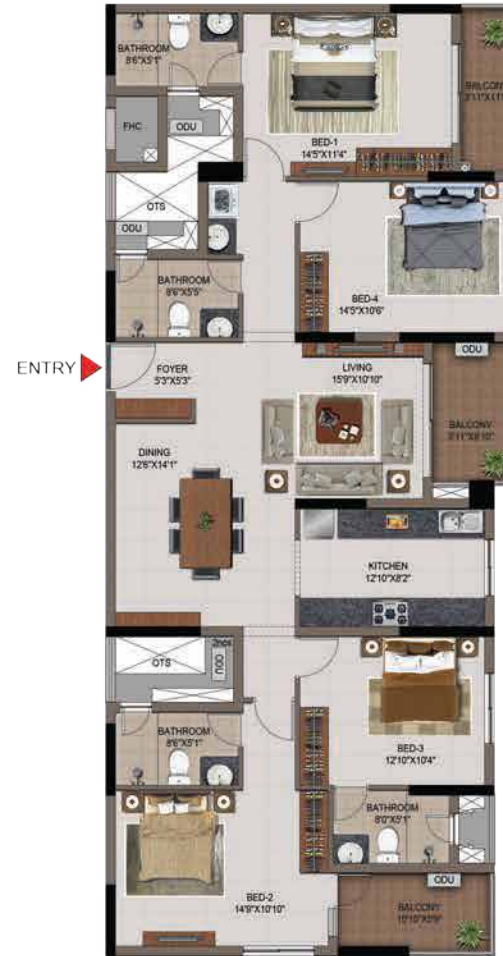 BATHROOM
8'6"X5'1"
BALCONY
3'11"X11'
FHC
ODU
BED-1
14'5"X11'4"
OTS
ODU
BATHROOM
8'6"X5'5"
BED-4
14'5"X10'6"
ENTRY
FOYER
5'3"X5'3"
LIVING
15'9"X10'10"
ODU
BALCONY
DINING
12'6"X14'1"
KITCHEN
12'10"X8'2"
OTS
2nos
ODU
BATHROOM
8'6"X5'1"
BED-3
12'10"X10'4"
BATHROOM
8'0"X5'1"
BED-2
14'9"X10'10"
ODU
BALCONY